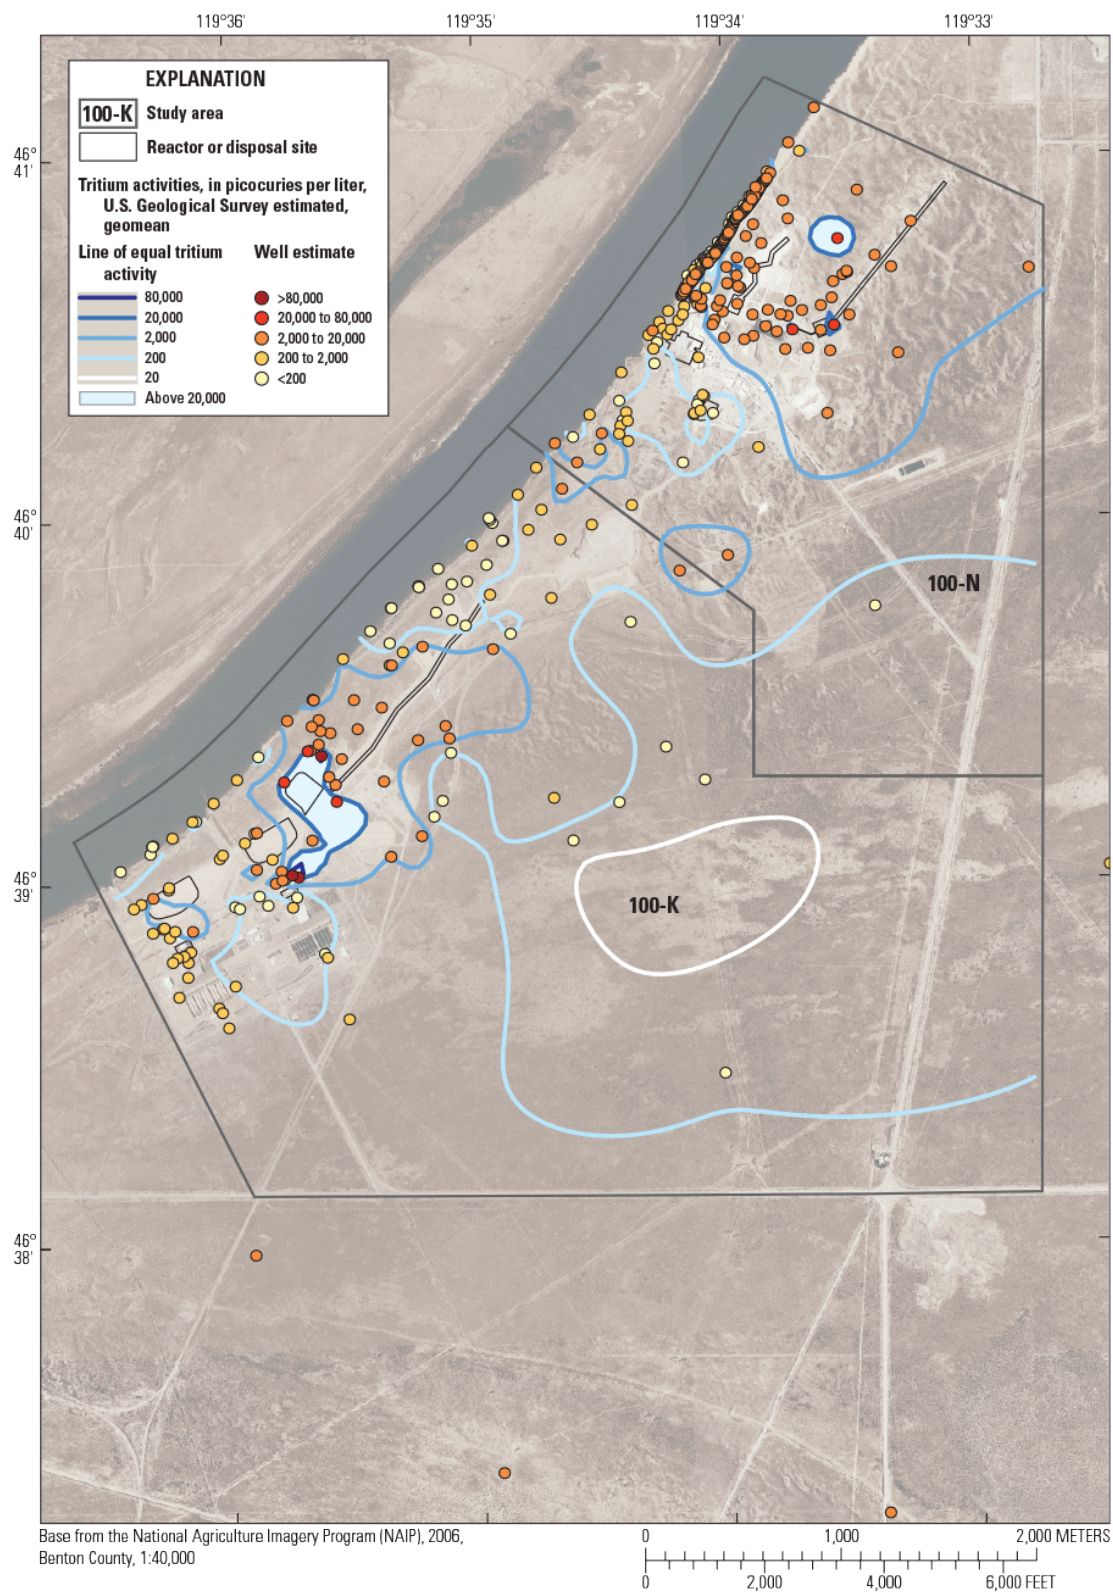 119°36' 119°35' 119°34' 119°33'
EXPLANATION
100-K Study area
Reactor or disposal site
Tritium activities, in picocuries per liter,
U.S. Geological Survey estimated,
geomean
Line of equal tritium
activity
Well estimate
80,000 >80,000
20,000 20,000 to 80,000
2,000 2,000 to 20,000
200 200 to 2,000
20 <200
Above 20,000
46°
41'
46°
40'
100-N
46°
39'
100-K
46°
38'
Base from the National Agriculture Imagery Program (NAIP), 2006,
Benton County, 1:40,000
0 1,000 2,000 METERS
0 2,000 4,000 6,000 FEET